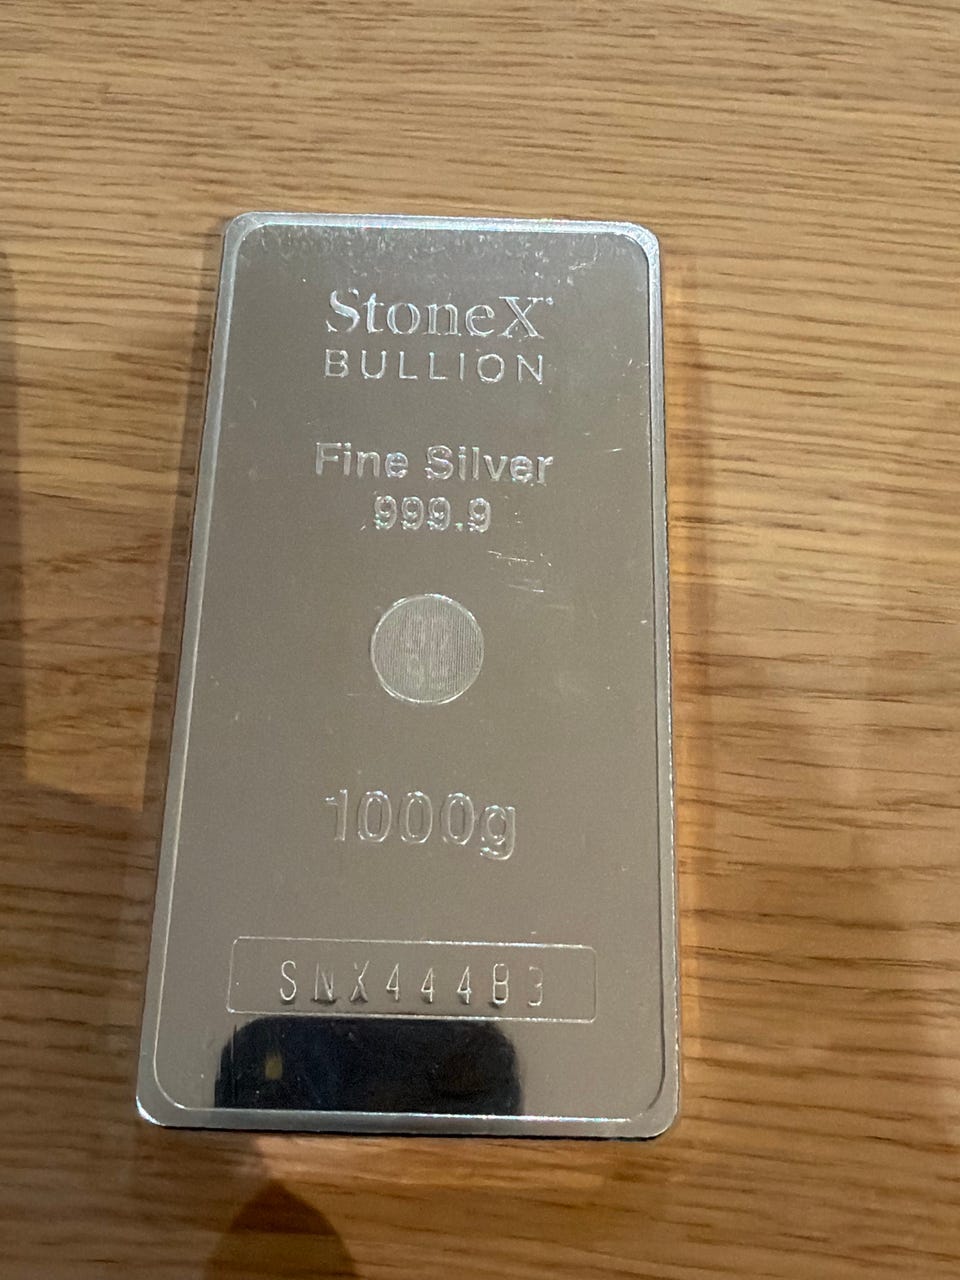 StoneX®
BULLION
Fine Silver
999.9
1000g
SNX44483